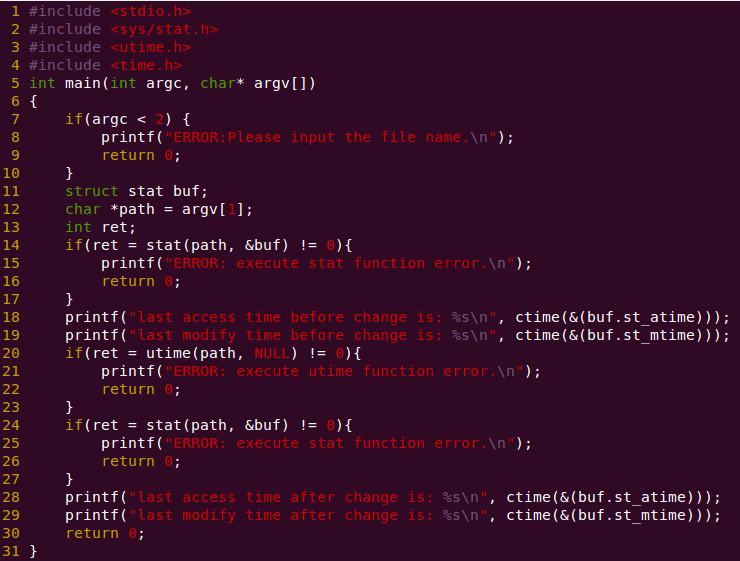 1 #include <stdio.h>
2 #include <sys/stat.h>
3 #include <utime.h>
4 #include <time.h>
5 int main(int argc, char* argv[])
6 {
7     if(argc < 2) {
8         printf("ERROR:Please input the file name.\n");
9         return 0;
10     }
11     struct stat buf;
12     char *path = argv[1];
13     int ret;
14     if(ret = stat(path, &buf) != 0){
15         printf("ERROR: execute stat function error.\n");
16         return 0;
17     }
18     printf("last access time before change is: %s\n", ctime(&(buf.st_atime)));
19     printf("last modify time before change is: %s\n", ctime(&(buf.st_mtime)));
20     if(ret = utime(path, NULL) != 0){
21         printf("ERROR: execute utime function error.\n");
22         return 0;
23     }
24     if(ret = stat(path, &buf) != 0){
25         printf("ERROR: execute stat function error.\n");
26         return 0;
27     }
28     printf("last access time after change is: %s\n", ctime(&(buf.st_atime)));
29     printf("last modify time after change is: %s\n", ctime(&(buf.st_mtime)));
30     return 0;
31 }